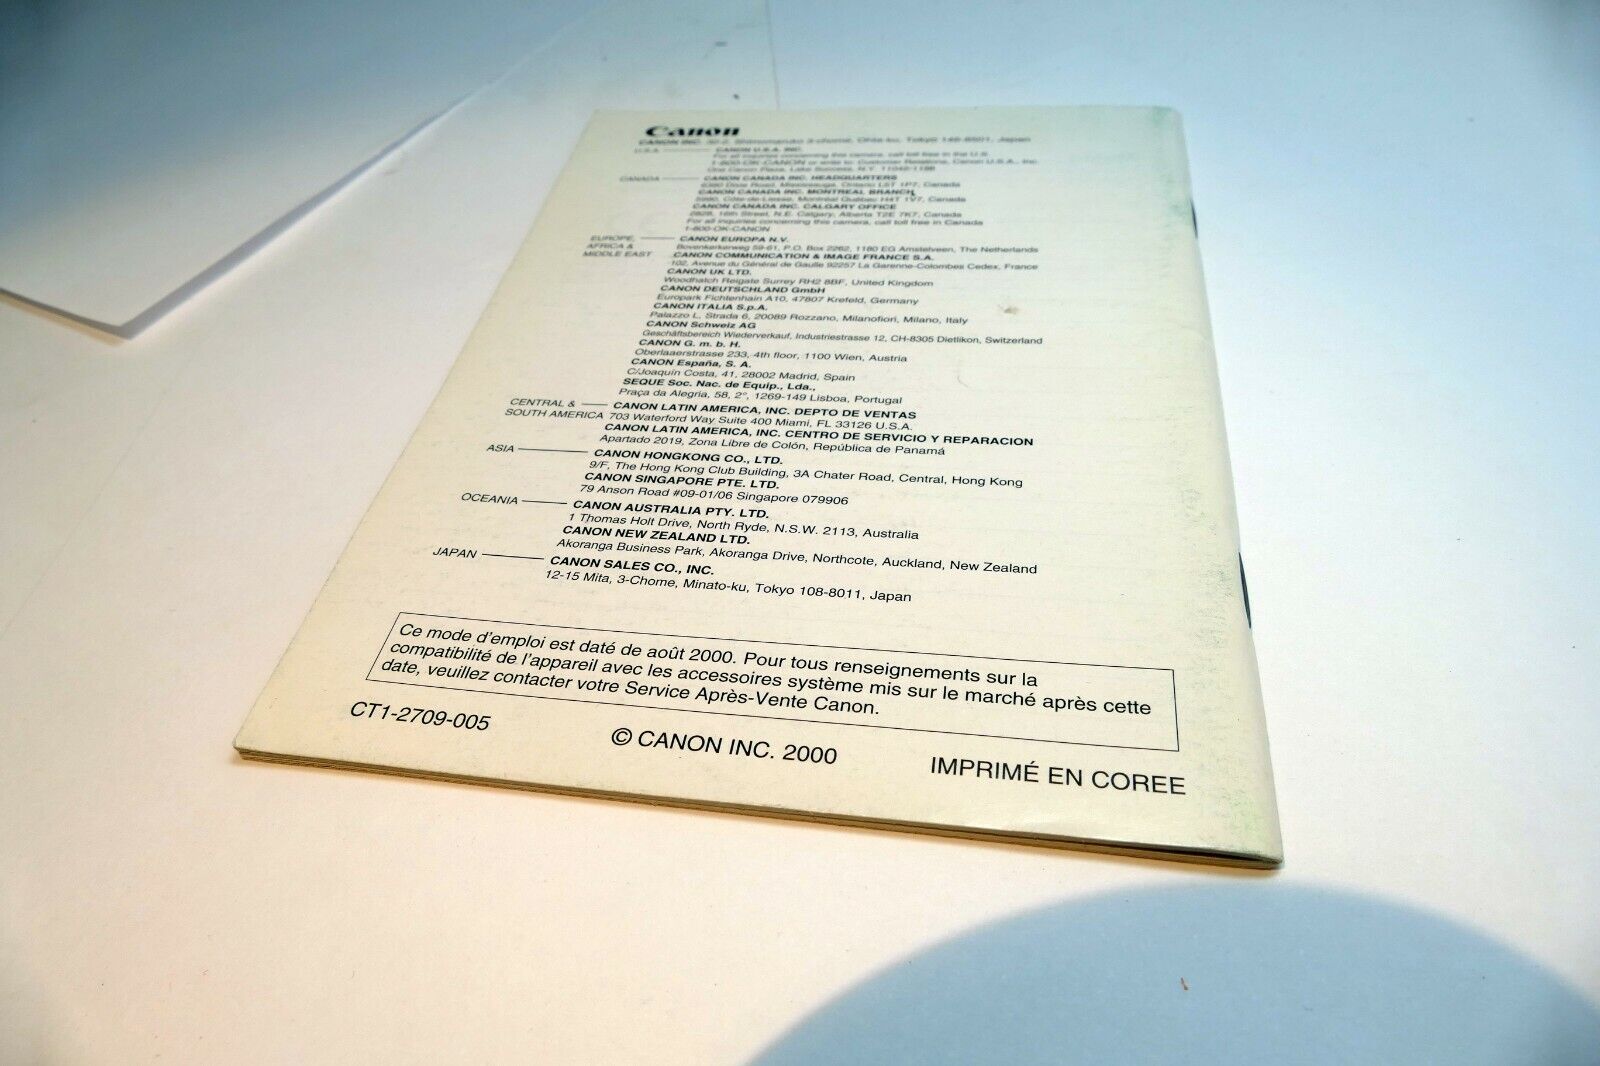 Canon
CANON INC. 30-2, Shimomaruko 3-chome, Ohta-ku, Tokyo 146-8501, Japan
U.S.A. CANON U.S.A. INC.
For all inquiries concerning this camera, call toll free in the U.S.
1-800-OK-CANON or write to: Customer Relations, Canon U.S.A., Inc.
One Canon Plaza, Lake Success, N.Y. 11042-1198
CANADA CANON CANADA INC. HEADQUARTERS
6390 Dixie Road, Mississauga, Ontario L5T 1P7, Canada
CANON CANADA INC. MONTREAL BRANCH
5990, Côte-de-Liesse, Montréal Québec H4T 1V7, Canada
CANON CANADA INC. CALGARY OFFICE
2828, 16th Street, N.E. Calgary, Alberta T2E 7K7, Canada
For all inquiries concerning this camera, call toll free in Canada
1-800-OK-CANON
EUROPE, CANON EUROPA N.V.
AFRICA & Bovenkerkerweg 59-61, P.O. Box 2262, 1180 EG Amstelveen, The Netherlands
MIDDLE EAST CANON COMMUNICATION & IMAGE FRANCE S.A.
102, Avenue du Général de Gaulle 92257 La Garenne-Colombes Cedex, France
CANON UK LTD.
Woodhatch Reigate Surrey RH2 8BF, United Kingdom
CANON DEUTSCHLAND GmbH
Europark Fichtenhain A10, 47807 Krefeld, Germany
CANON ITALIA S.p.A.
Palazzo L, Strada 6, 20089 Rozzano, Milanofiori, Milano, Italy
CANON Schweiz AG
Geschäftsbereich Wiederverkauf, Industriestrasse 12, CH-8305 Dietlikon, Switzerland
CANON G. m. b. H.
Oberlaaerstrasse 233, 4th floor, 1100 Wien, Austria
CANON España, S. A.
C/Joaquín Costa, 41, 28002 Madrid, Spain
SEQUE Soc. Nac. de Equip., Lda.,
Praça da Alegria, 58, 2°, 1269-149 Lisboa, Portugal
CENTRAL & CANON LATIN AMERICA, INC. DEPTO DE VENTAS
SOUTH AMERICA 703 Waterford Way Suite 400 Miami, FL 33126 U.S.A.
CANON LATIN AMERICA, INC. CENTRO DE SERVICIO Y REPARACION
Apartado 2019, Zona Libre de Colón, República de Panamá
ASIA CANON HONGKONG CO., LTD.
9/F, The Hong Kong Club Building, 3A Chater Road, Central, Hong Kong
CANON SINGAPORE PTE. LTD.
79 Anson Road #09-01/06 Singapore 079906
OCEANIA CANON AUSTRALIA PTY. LTD.
1 Thomas Holt Drive, North Ryde, N.S.W. 2113, Australia
CANON NEW ZEALAND LTD.
Akoranga Business Park, Akoranga Drive, Northcote, Auckland, New Zealand
JAPAN CANON SALES CO., INC.
12-15 Mita, 3-Chome, Minato-ku, Tokyo 108-8011, Japan
Ce mode d'emploi est daté de août 2000. Pour tous renseignements sur la
compatibilité de l'appareil avec les accessoires système mis sur le marché après cette
date, veuillez contacter votre Service Après-Vente Canon.
CT1-2709-005
© CANON INC. 2000
IMPRIMÉ EN COREE